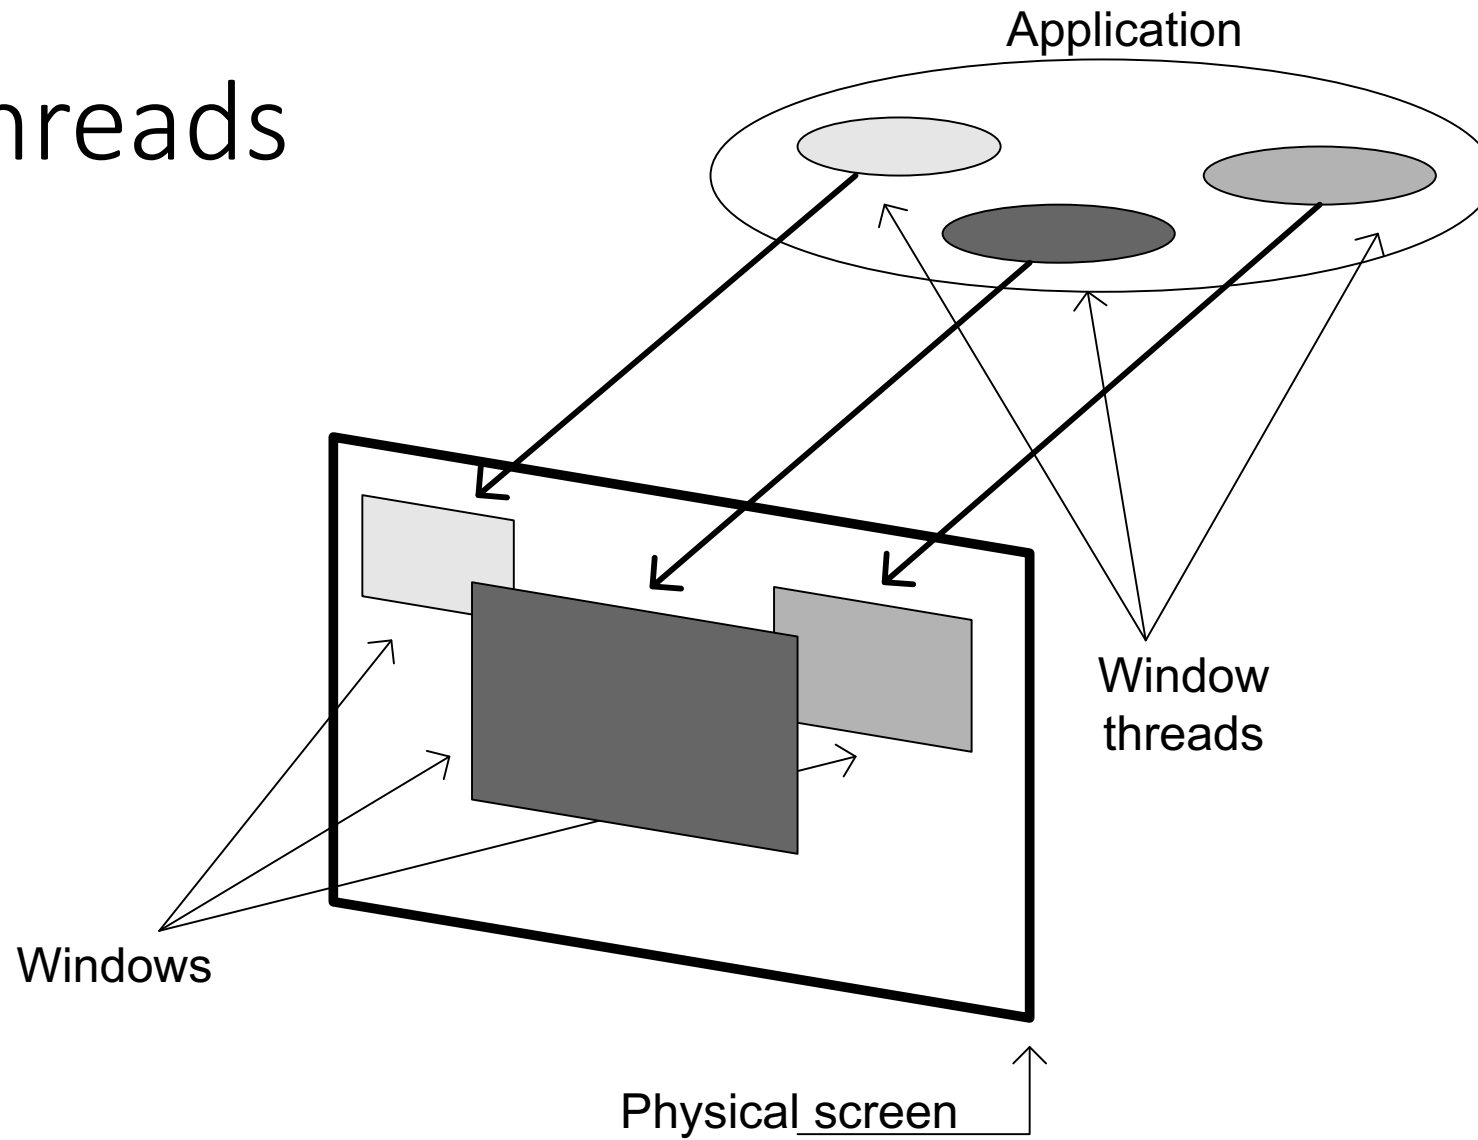 hreads
Application
Window
threads
Windows
Physical screen